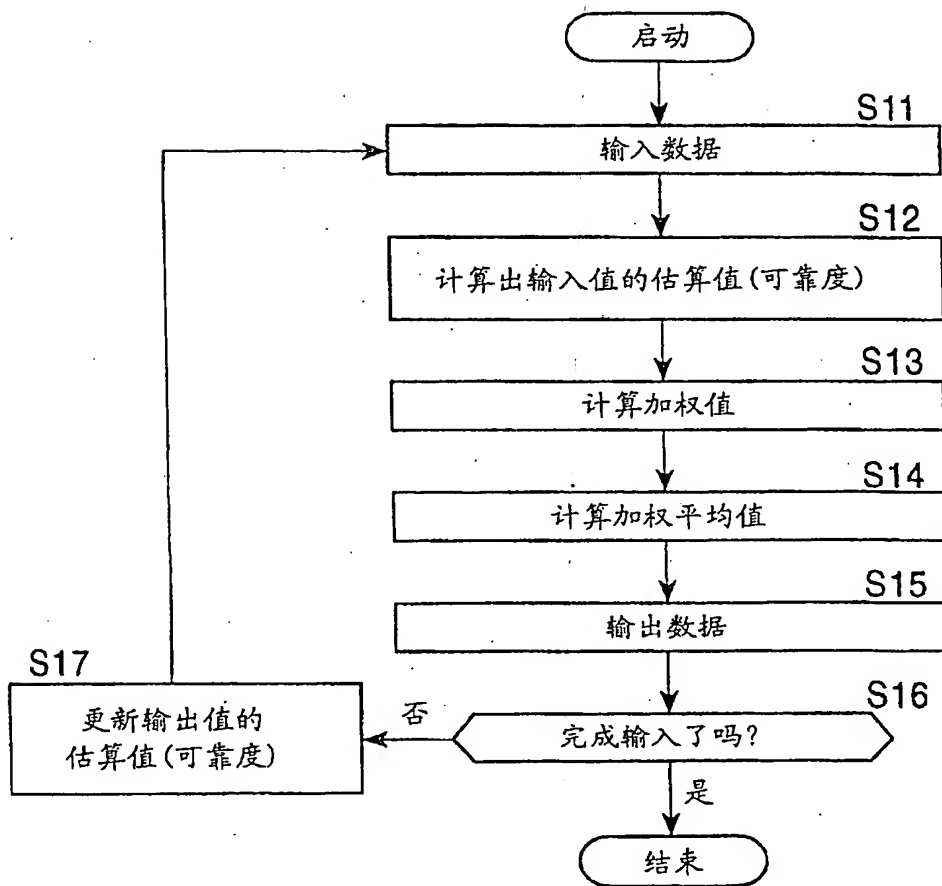 启动
S11
输入数据
S12
计算出输入值的估算值(可靠度)
S13
计算加权值
S14
计算加权平均值
S15
输出数据
S16
完成输入了吗?
否
S17
更新输出值的
估算值(可靠度)
是
结束